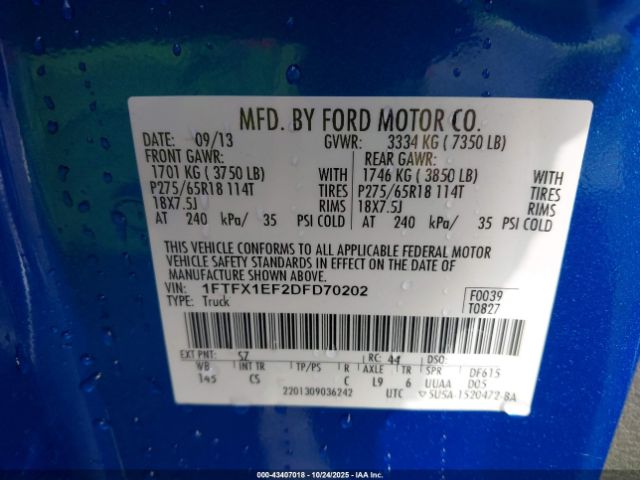 MFD. BY FORD MOTOR CO.
DATE: 09/13 GVWR: 3334 KG ( 7350 LB)
FRONT GAWR: REAR GAWR:
1701 KG ( 3750 LB) WITH 1746 KG ( 3850 LB) WITH
P275/65R18 114T TIRES P275/65R18 114T TIRES
18X7.5J RIMS 18X7.5J RIMS
AT 240 kPa/ 35 PSI COLD AT 240 kPa/ 35 PSI COLD
THIS VEHICLE CONFORMS TO ALL APPLICABLE FEDERAL MOTOR
VEHICLE SAFETY STANDARDS IN EFFECT ON THE DATE OF
MANUFACTURE SHOWN ABOVE.
VIN: 1FTFX1EF2DFD70202 F0039
TYPE: Truck T0827
EXT PNT: SZ RC: 44 DSO:
WB INT TR TP/PS R AXLE TR SPR DF615
145 CS C L9 6 UUAA D05
2201309036242 UTC ▽5U5A-1520472-BA
000-43407018 - 10/24/2025 - IAA Inc.